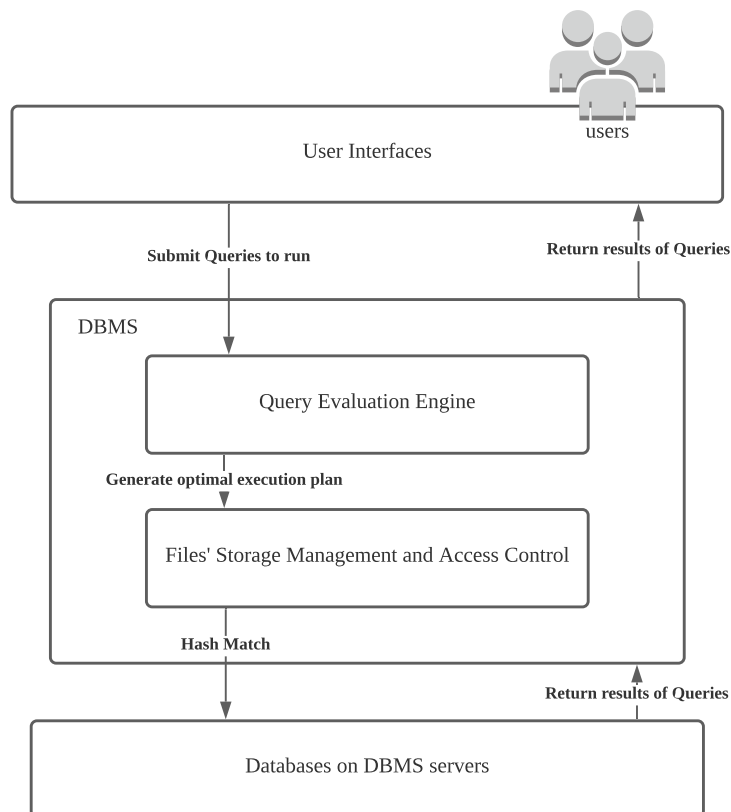 users
User Interfaces
Submit Queries to run
Return results of Queries
DBMS
Query Evaluation Engine
Generate optimal execution plan
Files' Storage Management and Access Control
Hash Match
Return results of Queries
Databases on DBMS servers